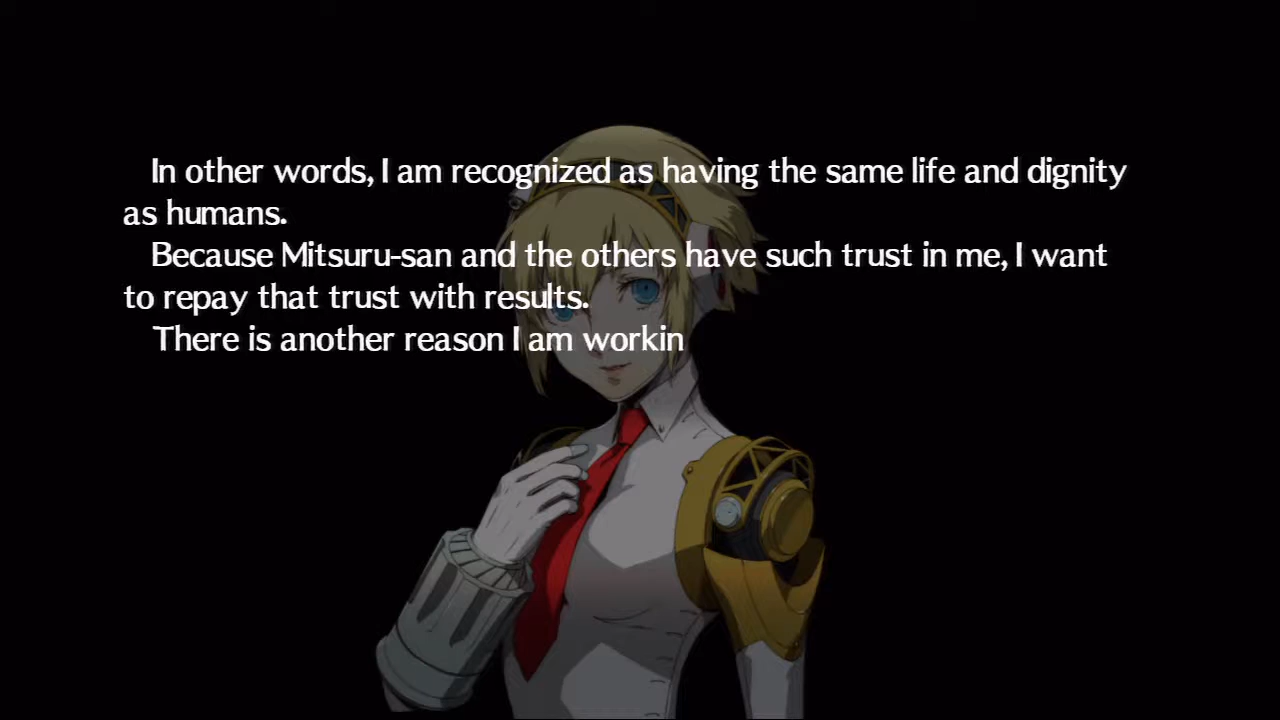 In other words, I am recognized as having the same life and dignity
as humans.
Because Mitsuru-san and the others have such trust in me, I want
to repay that trust with results.
There is another reason I am workin